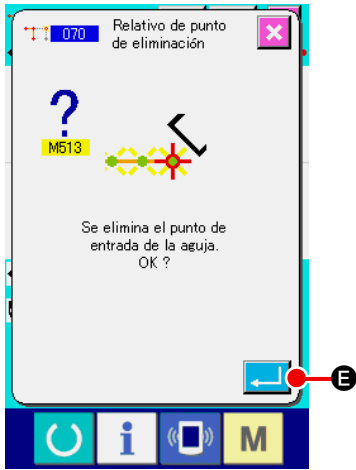 070
Relativo de punto
de eliminación
?
M513
Se elimina el punto de
entrada de la aguja.
OK ?
E
i
M